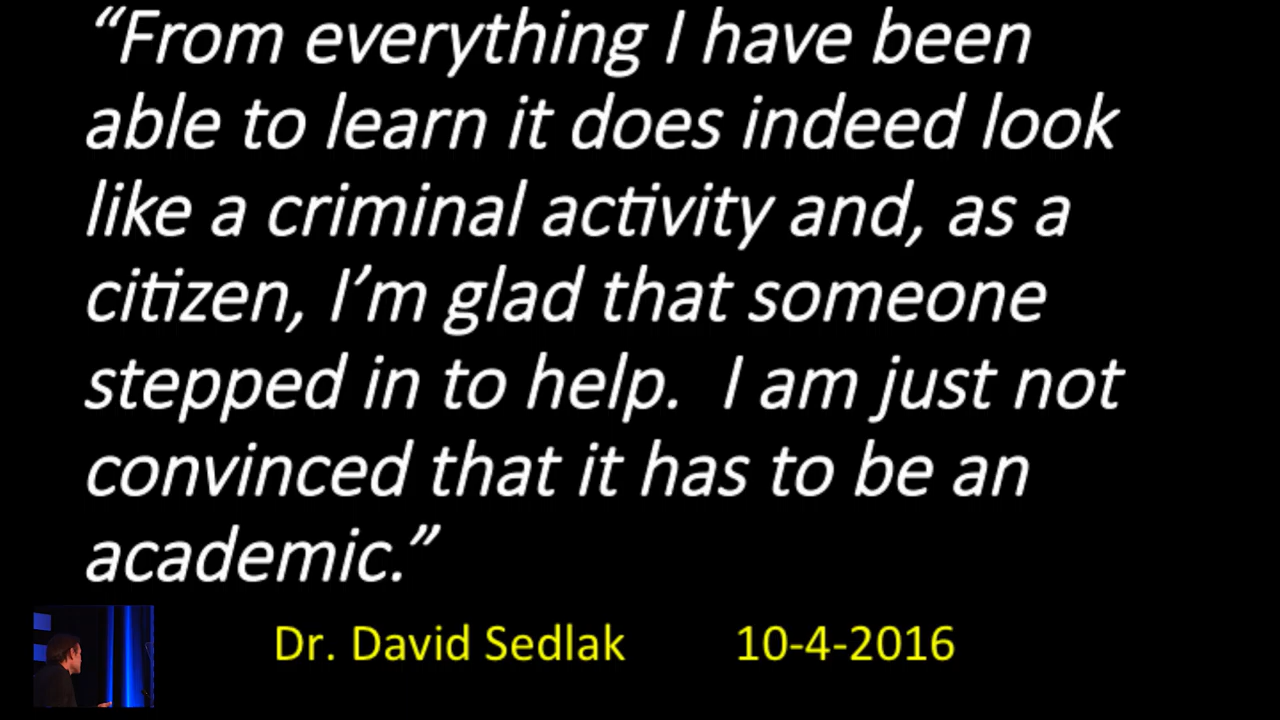 “From everything I have been
able to learn it does indeed look
like a criminal activity and, as a
citizen, I’m glad that someone
stepped in to help.  I am just not
convinced that it has to be an
academic.”
Dr. David Sedlak 10-4-2016